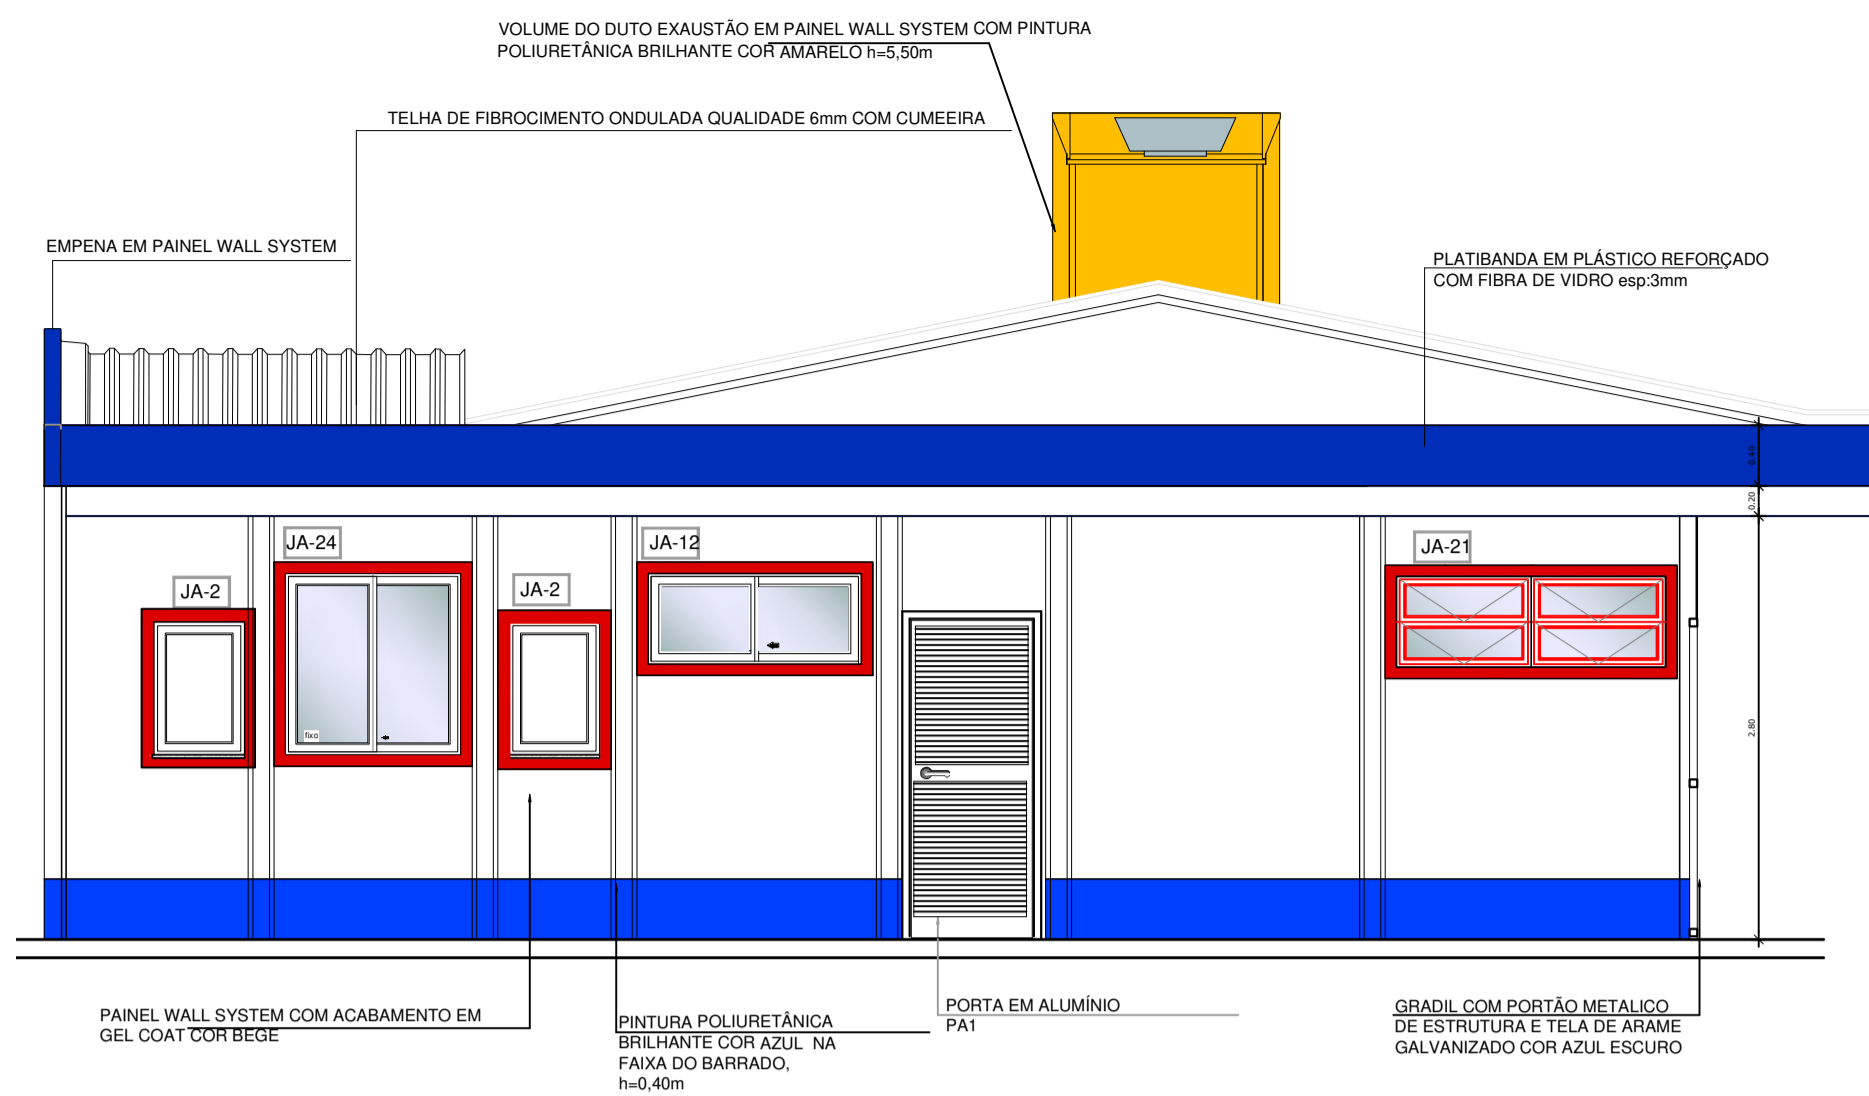 VOLUME DO DUTO EXAUSTÃO EM PAINEL WALL SYSTEM COM PINTURA
POLIURETÂNICA BRILHANTE COR AMARELO h=5,50m
TELHA DE FIBROCIMENTO ONDULADA QUALIDADE 6mm COM CUMEEIRA
EMPENA EM PAINEL WALL SYSTEM
PLATIBANDA EM PLÁSTICO REFORÇADO
COM FIBRA DE VIDRO esp:3mm
0.40
0.20
JA-24
JA-12
JA-21
JA-2
JA-2
fixo
2.80
PAINEL WALL SYSTEM COM ACABAMENTO EM
GEL COAT COR BEGE
PINTURA POLIURETÂNICA
BRILHANTE COR AZUL NA
FAIXA DO BARRADO,
h=0,40m
PORTA EM ALUMÍNIO
PA1
GRADIL COM PORTÃO METALICO
DE ESTRUTURA E TELA DE ARAME
GALVANIZADO COR AZUL ESCURO